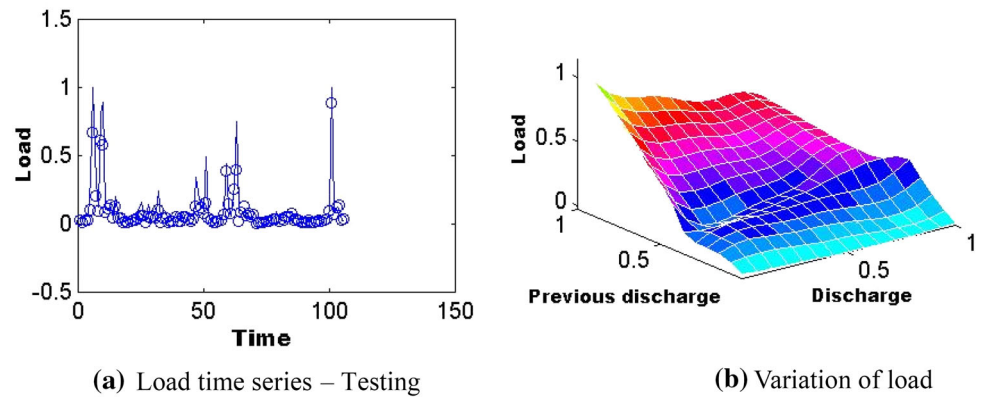 1.5
1
0.5
0
-0.5
Load
0
50
100
150
Time
(a) Load time series – Testing
1
0.5
0
Load
1
0.5
Previous discharge
0.5
1
Discharge
(b) Variation of load